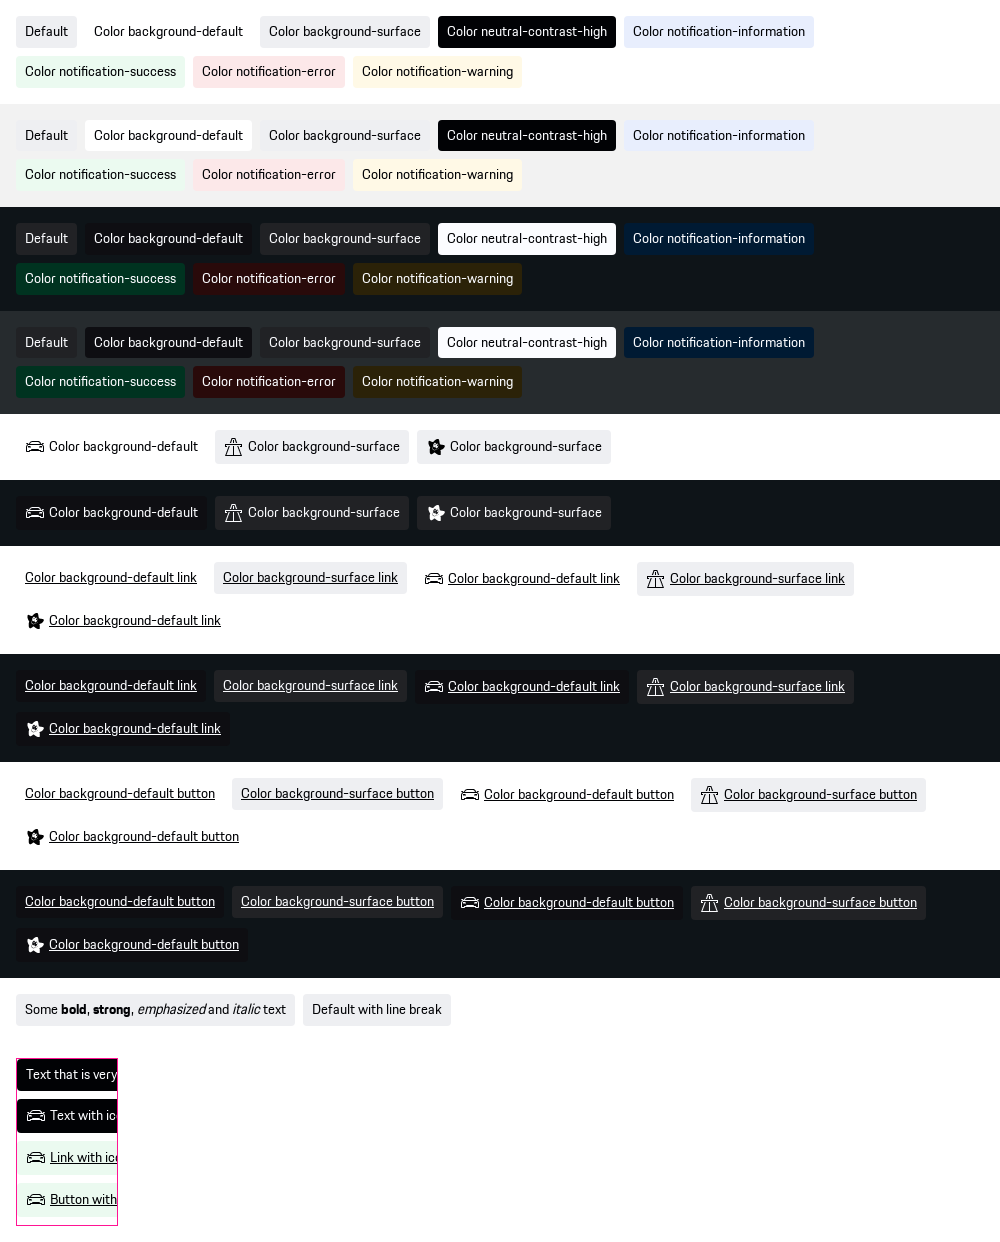 Default Color background-default Color background-surface Color neutral-contrast-high Color notification-information
Color notification-success Color notification-error Color notification-warning
Default Color background-default Color background-surface Color neutral-contrast-high Color notification-information
Color notification-success Color notification-error Color notification-warning
Default Color background-default Color background-surface Color neutral-contrast-high Color notification-information
Color notification-success Color notification-error Color notification-warning
Default Color background-default Color background-surface Color neutral-contrast-high Color notification-information
Color notification-success Color notification-error Color notification-warning
Color background-default Color background-surface Color background-surface
Color background-default Color background-surface Color background-surface
Color background-default link Color background-surface link Color background-default link Color background-surface link
Color background-default link
Color background-default link Color background-surface link Color background-default link Color background-surface link
Color background-default link
Color background-default button Color background-surface button Color background-default button Color background-surface button
Color background-default button
Color background-default button Color background-surface button Color background-default button Color background-surface button
Color background-default button
Some bold, strong, emphasized and italic text Default with line break
Text that is very
Text with
Link with
Button with